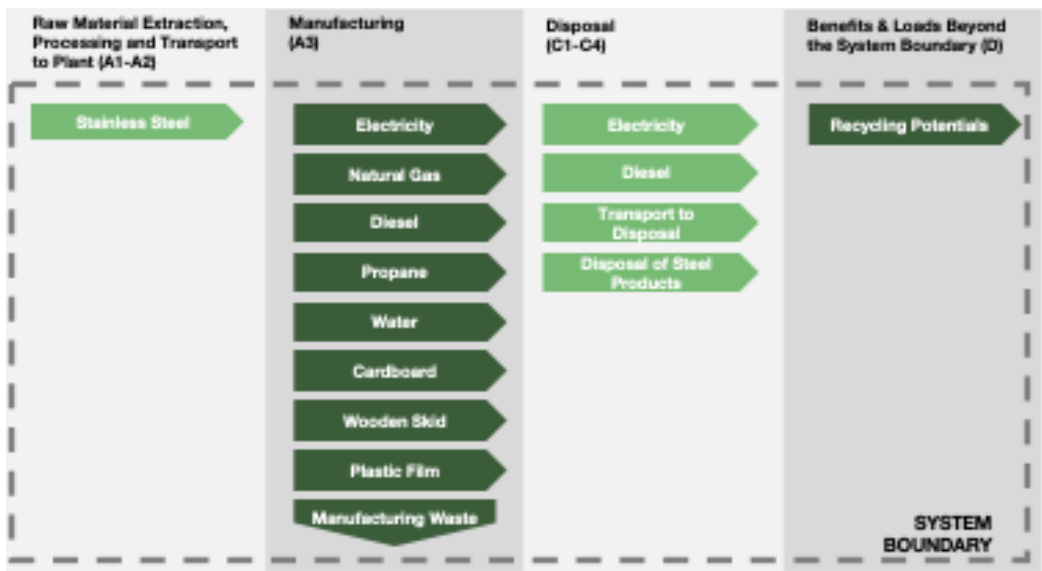 Raw Material Extraction,
Processing and Transport
to Plant (A1-A2)
Manufacturing
(A3)
Disposal
(C1-C4)
Benefits & Loads Beyond
the System Boundary (D)
Stainless Steel
Electricity
Natural Gas
Diesel
Propane
Water
Cardboard
Wooden Skid
Plastic Film
Manufacturing Waste
Electricity
Diesel
Transport to
Disposal
Disposal of Steel
Products
Recycling Potentials
SYSTEM
BOUNDARY